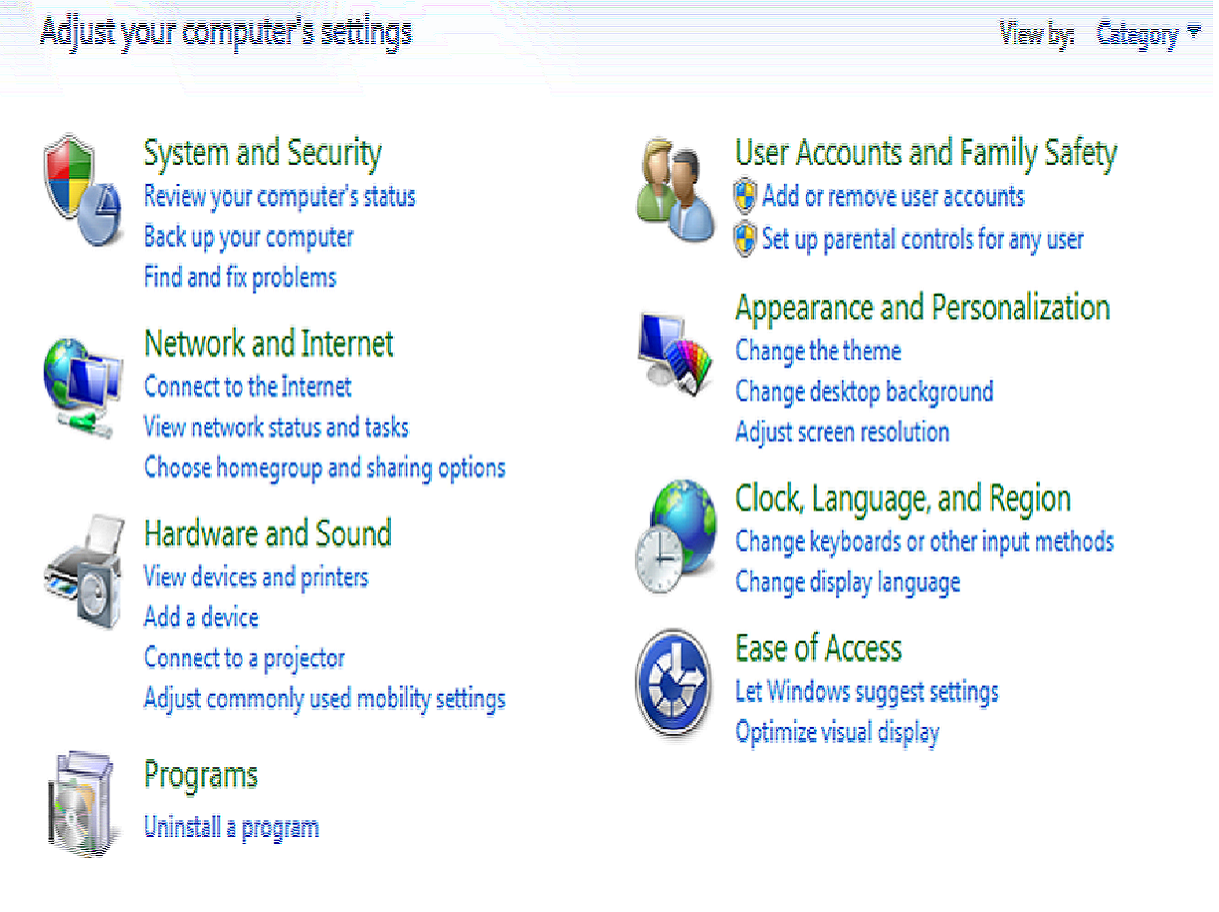 Adjust your computer's settings
View by: Category
System and Security
Review your computer's status
Back up your computer
Find and fix problems
Network and Internet
Connect to the Internet
View network status and tasks
Choose homegroup and sharing options
Hardware and Sound
View devices and printers
Add a device
Connect to a projector
Adjust commonly used mobility settings
Programs
Uninstall a program
User Accounts and Family Safety
Add or remove user accounts
Set up parental controls for any user
Appearance and Personalization
Change the theme
Change desktop background
Adjust screen resolution
Clock, Language, and Region
Change keyboards or other input methods
Change display language
Ease of Access
Let Windows suggest settings
Optimize visual display